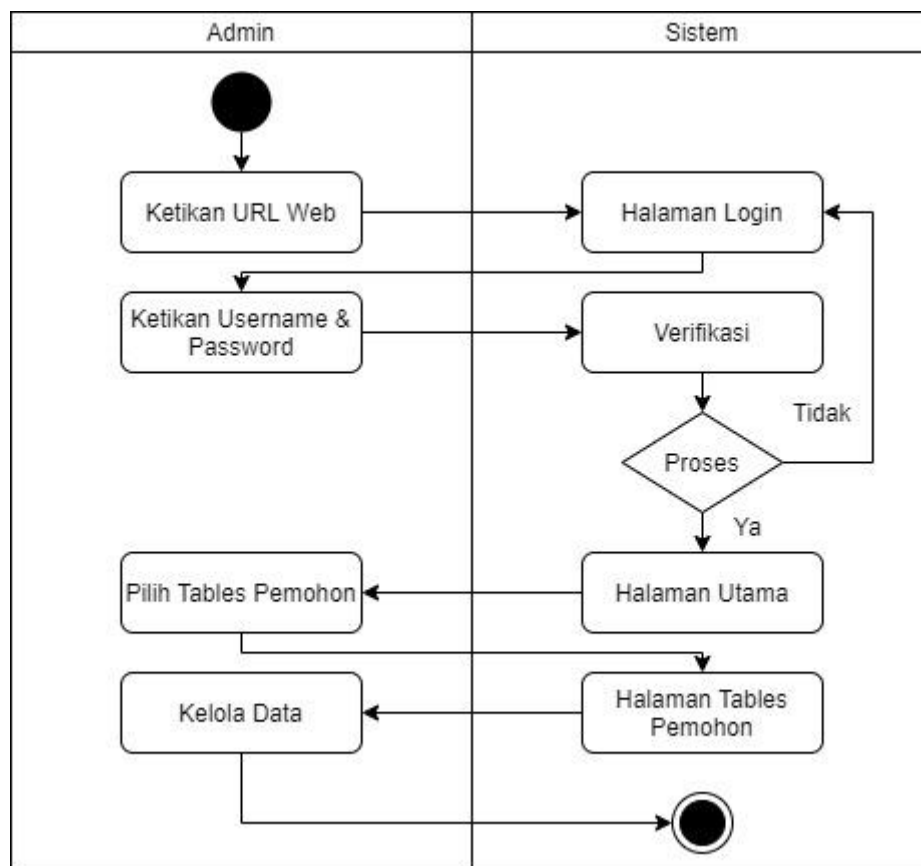 Admin
Sistem
Ketikan URL Web
Halaman Login
Ketikan Username &
Password
Verifikasi
Tidak
Proses
Ya
Pilih Tables Pemohon
Halaman Utama
Kelola Data
Halaman Tables
Pemohon